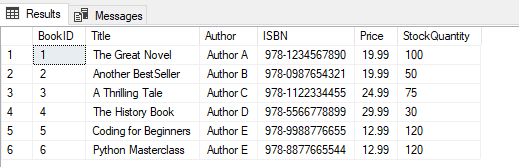 Results Messages
BookID Title Author ISBN Price StockQuantity
1 1 The Great Novel Author A 978-1234567890 19.99 100
2 2 Another BestSeller Author B 978-0987654321 19.99 50
3 3 A Thrilling Tale Author C 978-1122334455 24.99 75
4 4 The History Book Author D 978-5566778899 29.99 30
5 5 Coding for Beginners Author E 978-9988776655 12.99 120
6 6 Python Masterclass Author E 978-8877665544 12.99 120